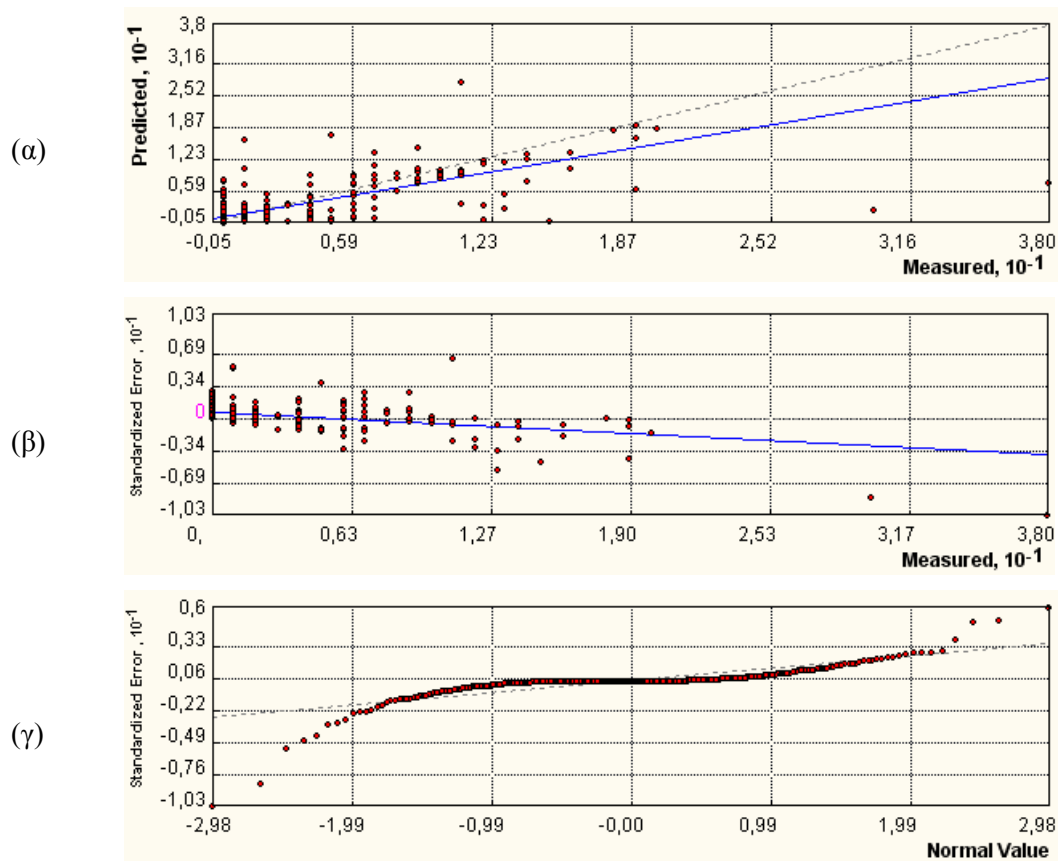 (α)
Predicted, 10⁻¹
3,8
3,16
2,52
1,87
1,23
0,59
-0,05
-0,05 0,59 1,23 1,87 2,52 3,16 3,80
Measured, 10⁻¹
(β)
Standardized Error , 10⁻¹
1,03
0,69
0,34
0
-0,34
-0,69
-1,03
0, 0,63 1,27 1,90 2,53 3,17 3,80
Measured, 10⁻¹
(γ)
Standardized Error , 10⁻¹
0,6
0,33
0,06
-0,22
-0,49
-0,76
-1,03
-2,98 -1,99 -0,99 -0,00 0,99 1,99 2,98
Normal Value